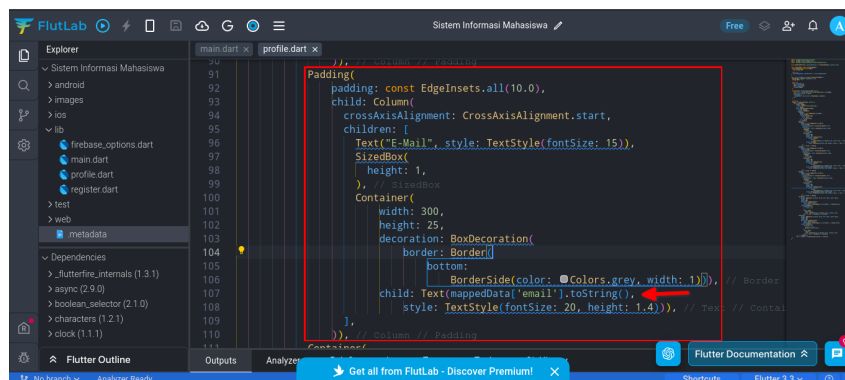 FlutLab
Sistem Informasi Mahasiswa
Free
A
Explorer
main.dart ×
profile.dart ×
Sistem Informasi Mahasiswa
android
images
ios
lib
firebase_options.dart
main.dart
profile.dart
register.dart
test
web
.metadata
Dependencies
_flutterfire_internals (1.3.1)
async (2.9.0)
boolean_selector (2.1.0)
characters (1.2.1)
clock (1.1.1)
Flutter Outline
90 )), // Column // Padding
91 Padding(
92 padding: const EdgeInsets.all(10.0),
93 child: Column(
94 crossAxisAlignment: CrossAxisAlignment.start,
95 children: [
96 Text("E-Mail", style: TextStyle(fontSize: 15)),
97 SizedBox(
98 height: 1,
99 ), // SizedBox
100 Container(
101 width: 300,
102 height: 25,
103 decoration: BoxDecoration(
104 border: Border(
105 bottom:
106 BorderSide(color: Colors.grey, width: 1))), // Border
107 child: Text(mappedData['email'].toString(),
108 style: TextStyle(fontSize: 20, height: 1.4))), // Text // Contai
109 ],
110 )), // Column // Padding
111 Container(
Outputs
Analyzer
Flutter Documentation
Get all from FlutLab - Discover Premium!
No branch
Analyzer Ready
Shortcuts
Flutter 3.3